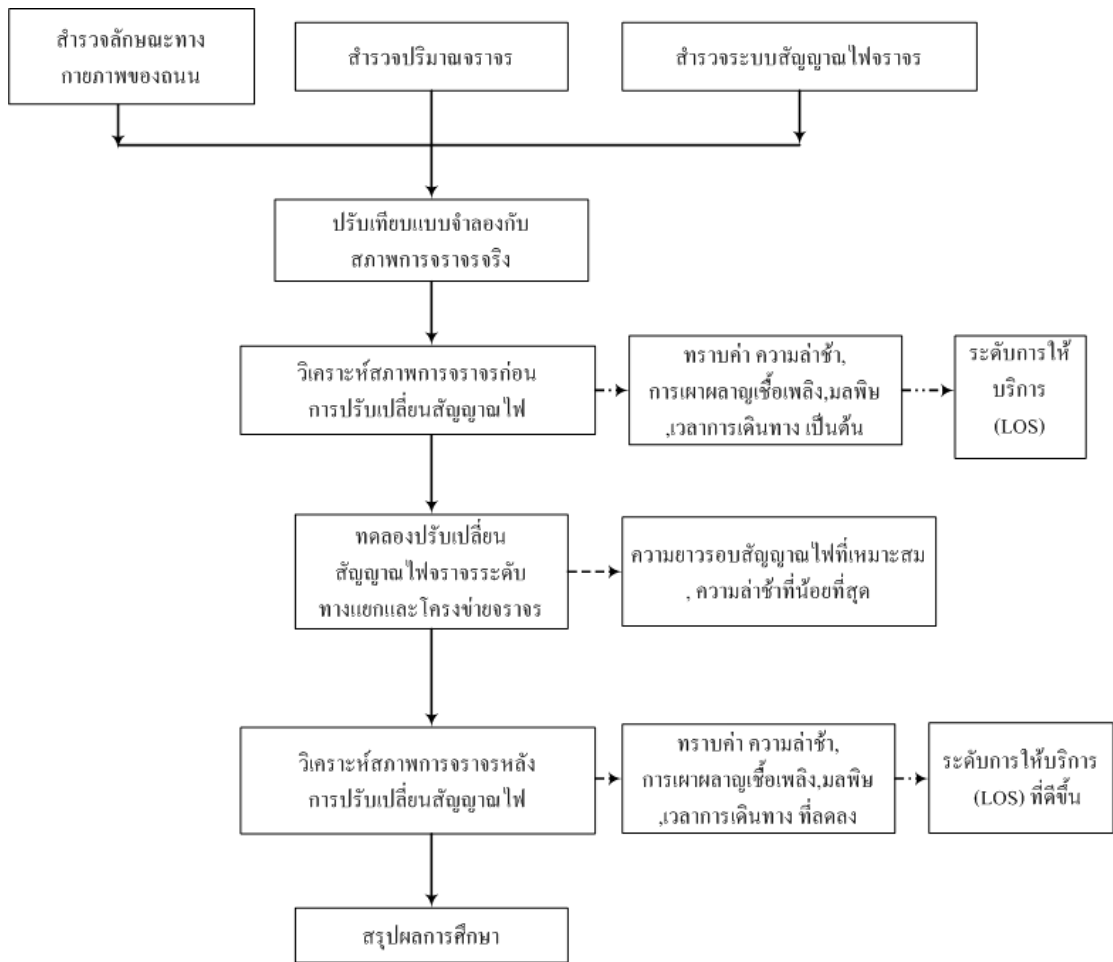 สำรวจลักษณะทาง
กายภาพของถนน
สำรวจปริมาณจราจร
สำรวจระบบสัญญาณไฟจราจร
ปรับเทียบแบบจำลองกับ
สภาพการจราจรจริง
วิเคราะห์สภาพการจราจรก่อน
การปรับเปลี่ยนสัญญาณไฟ
ทราบค่า ความล่าช้า,
การเผาผลาญเชื้อเพลิง,มลพิษ
,เวลาการเดินทาง เป็นต้น
ระดับการให้
บริการ
(LOS)
ทดลองปรับเปลี่ยน
สัญญาณไฟจราจรระดับ
ทางแยกและโครงข่ายจราจร
ความยาวรอบสัญญาณไฟที่เหมาะสม
, ความล่าช้าที่น้อยที่สุด
วิเคราะห์สภาพการจราจรหลัง
การปรับเปลี่ยนสัญญาณไฟ
ทราบค่า ความล่าช้า,
การเผาผลาญเชื้อเพลิง,มลพิษ
,เวลาการเดินทาง ที่ลดลง
ระดับการให้บริการ
(LOS) ที่ดีขึ้น
สรุปผลการศึกษา